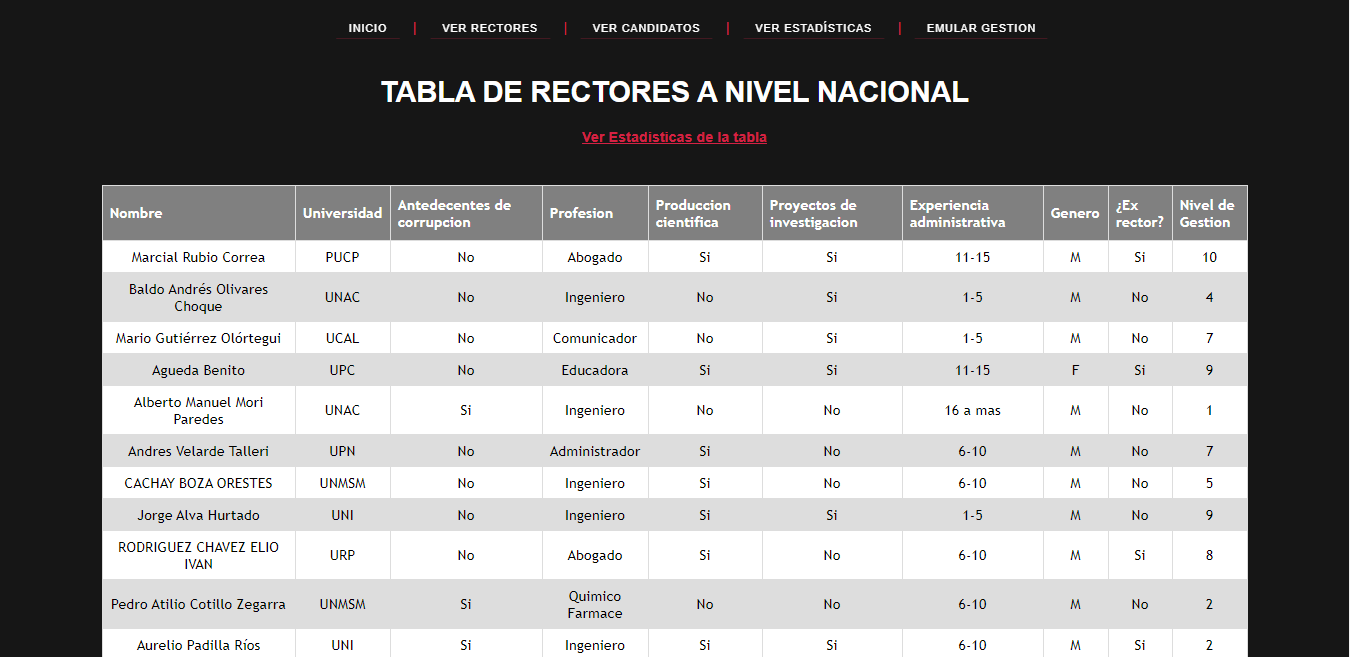 INICIO | VER RECTORES | VER CANDIDATOS | VER ESTADÍSTICAS | EMULAR GESTION
TABLA DE RECTORES A NIVEL NACIONAL
Ver Estadisticas de la tabla
Nombre Universidad Antedecentes de corrupcion Profesion Produccion cientifica Proyectos de investigacion Experiencia administrativa Genero ¿Ex rector? Nivel de Gestion
Marcial Rubio Correa PUCP No Abogado Si Si 11-15 M Si 10
Baldo Andrés Olivares Choque UNAC No Ingeniero No Si 1-5 M No 4
Mario Gutiérrez Olórtegui UCAL No Comunicador No Si 1-5 M No 7
Agueda Benito UPC No Educadora Si Si 11-15 F Si 9
Alberto Manuel Mori Paredes UNAC Si Ingeniero No No 16 a mas M No 1
Andres Velarde Talleri UPN No Administrador Si No 6-10 M No 7
CACHAY BOZA ORESTES UNMSM No Ingeniero Si No 6-10 M No 5
Jorge Alva Hurtado UNI No Ingeniero Si Si 1-5 M No 9
RODRIGUEZ CHAVEZ ELIO IVAN URP No Abogado Si No 6-10 M Si 8
Pedro Atilio Cotillo Zegarra UNMSM Si Quimico Farmace No No 6-10 M No 2
Aurelio Padilla Ríos UNI Si Ingeniero Si Si 6-10 M Si 2